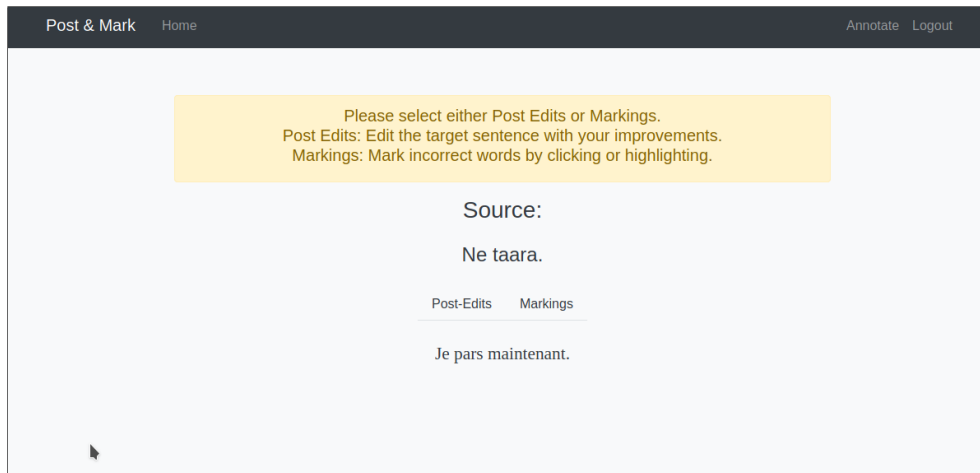 Post & Mark Home Annotate Logout
Please select either Post Edits or Markings.
Post Edits: Edit the target sentence with your improvements.
Markings: Mark incorrect words by clicking or highlighting.
Source:
Ne taara.
Post-Edits Markings
Je pars maintenant.